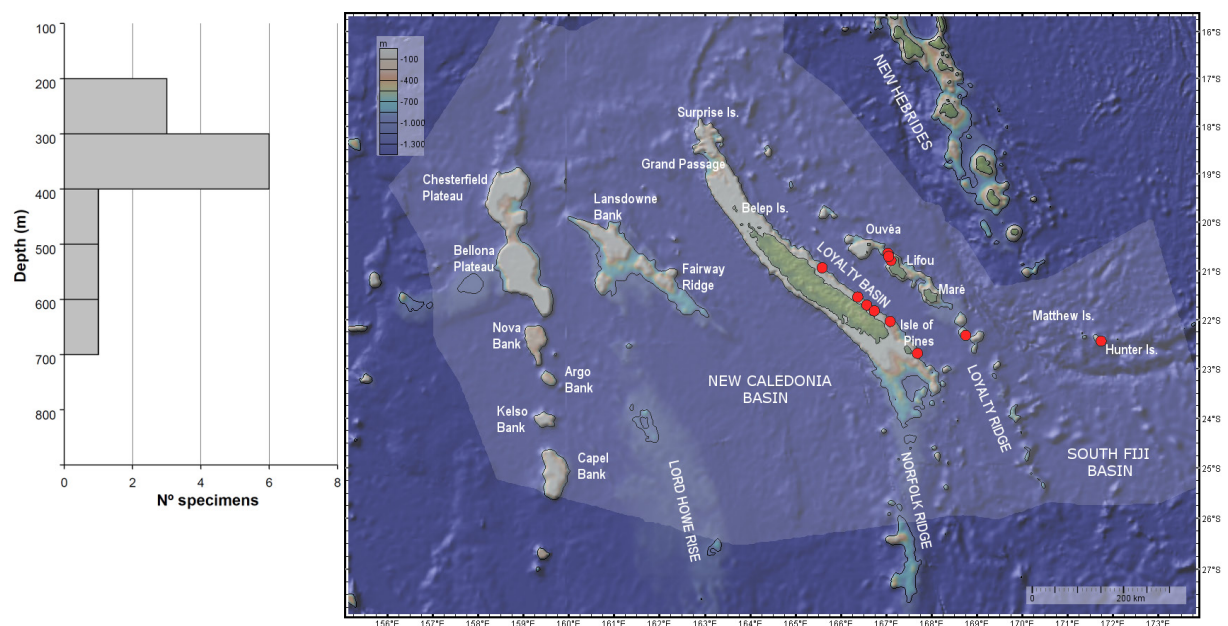 100
200
300
400
500
600
700
800
Depth (m)
0
2
4
6
8
Nº specimens
m
-100
-400
-700
-1.000
-1.300
Surprise Is.
Grand Passage
Belep Is.
Chesterfield
Plateau
Lansdowne
Bank
Bellona
Plateau
Fairway
Ridge
Nova
Bank
Argo
Bank
Kelso
Bank
Capel
Bank
NEW HEBRIDES
Ouvèa
Lifou
Marè
LOYALTY BASIN
Isle of
Pines
Matthew Is.
Hunter Is.
NEW CALEDONIA
BASIN
LOYALTY RIDGE
SOUTH FIJI
BASIN
LORD HOWE RISE
NORFOLK RIDGE
0
200 km
16°S
17°S
18°S
19°S
20°S
21°S
22°S
23°S
24°S
25°S
26°S
27°S
156°E
157°E
158°E
159°E
160°E
161°E
162°E
163°E
164°E
165°E
166°E
167°E
168°E
169°E
170°E
171°E
172°E
173°E